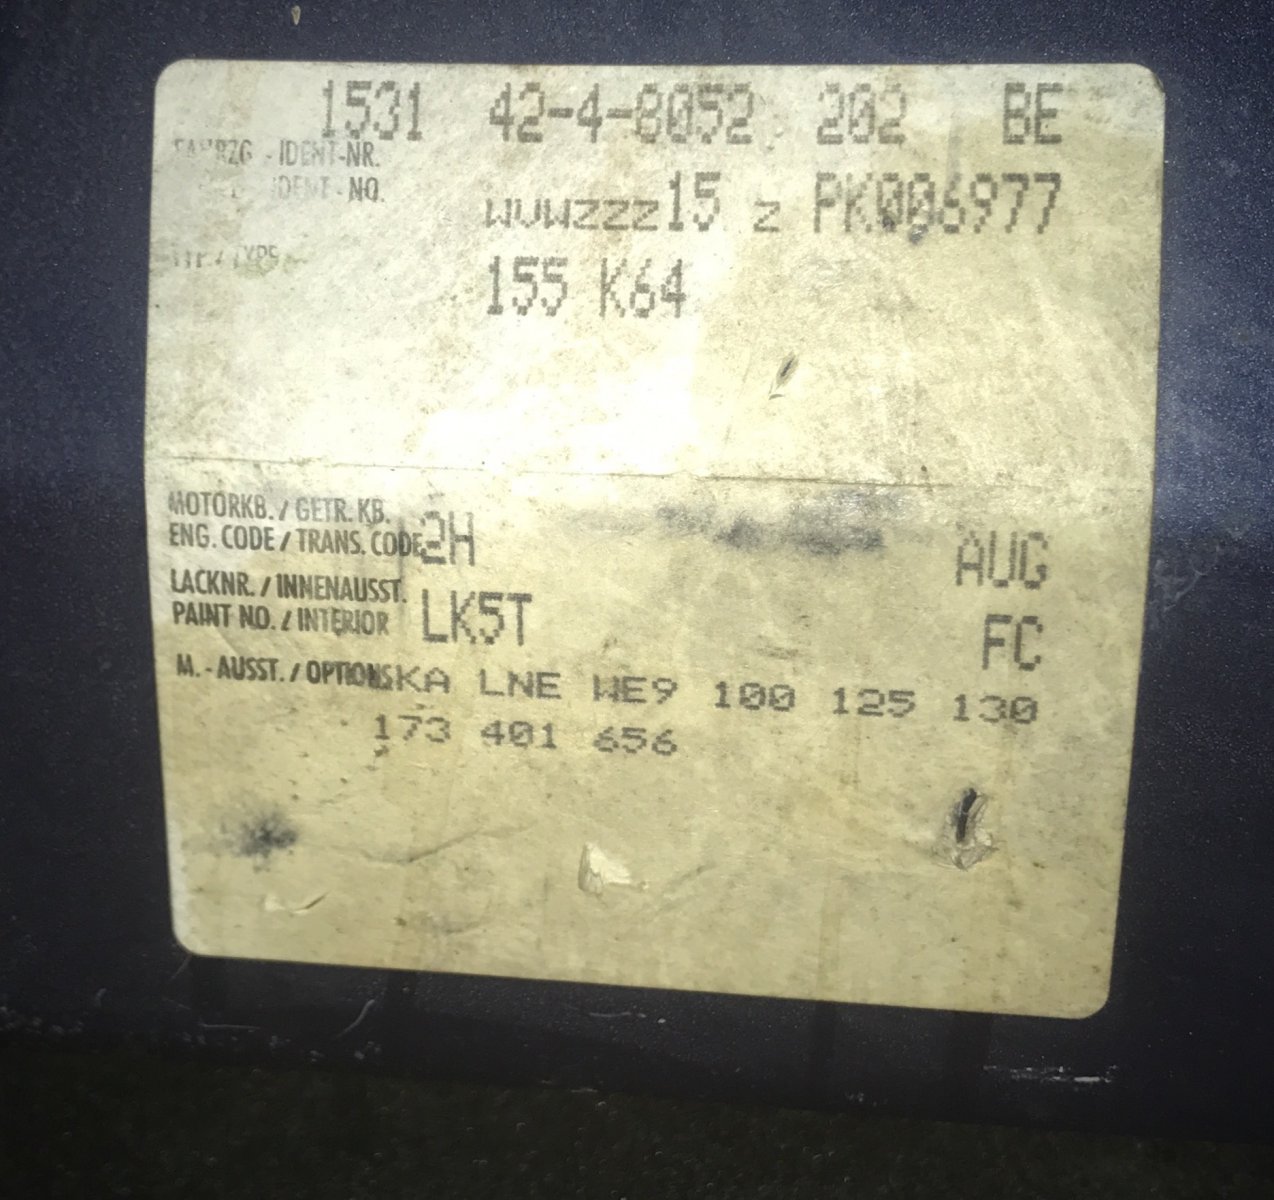 1531 42-4-8052 202 BE
FAHRZG.-IDENT-NR.
IDENT-NO.
WVWZZZ15 Z PK006977
TYP / TYPE
155 K64
MOTORKB. / GETR. KB.
ENG. CODE / TRANS. CODE 2H AUG
LACKNR. / INNENAUSST.
PAINT NO. / INTERIOR LK5T FC
M.-AUSST. / OPTIONS KA LNE WE9 100 125 130
173 401 656